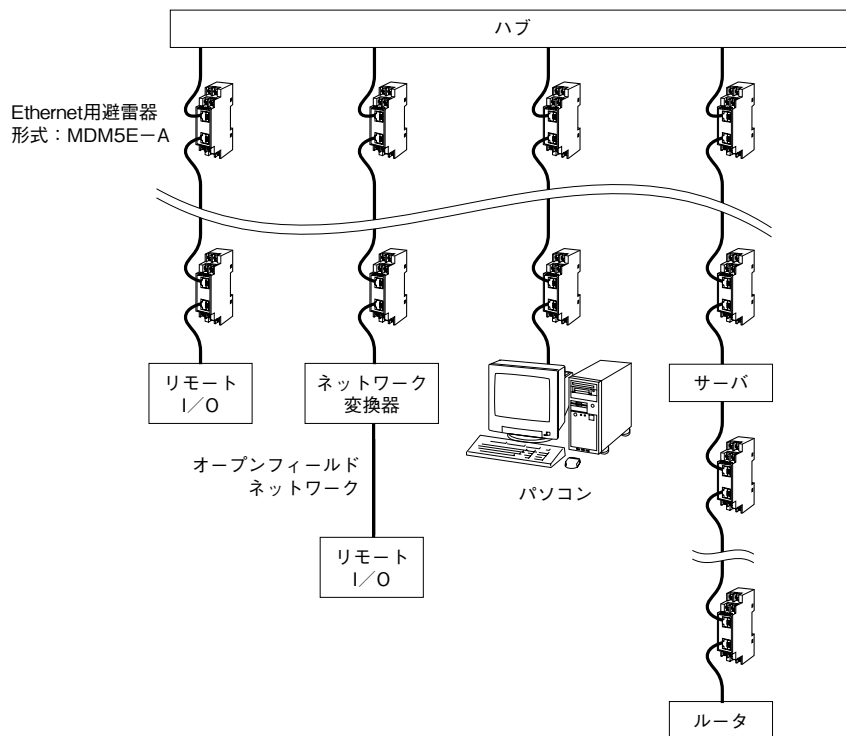 ハブ
Ethernet用避雷器
形式：MDM5E－A
リモート
I／O
ネットワーク
変換器
サーバ
オープンフィールド
ネットワーク
パソコン
リモート
I／O
ルータ